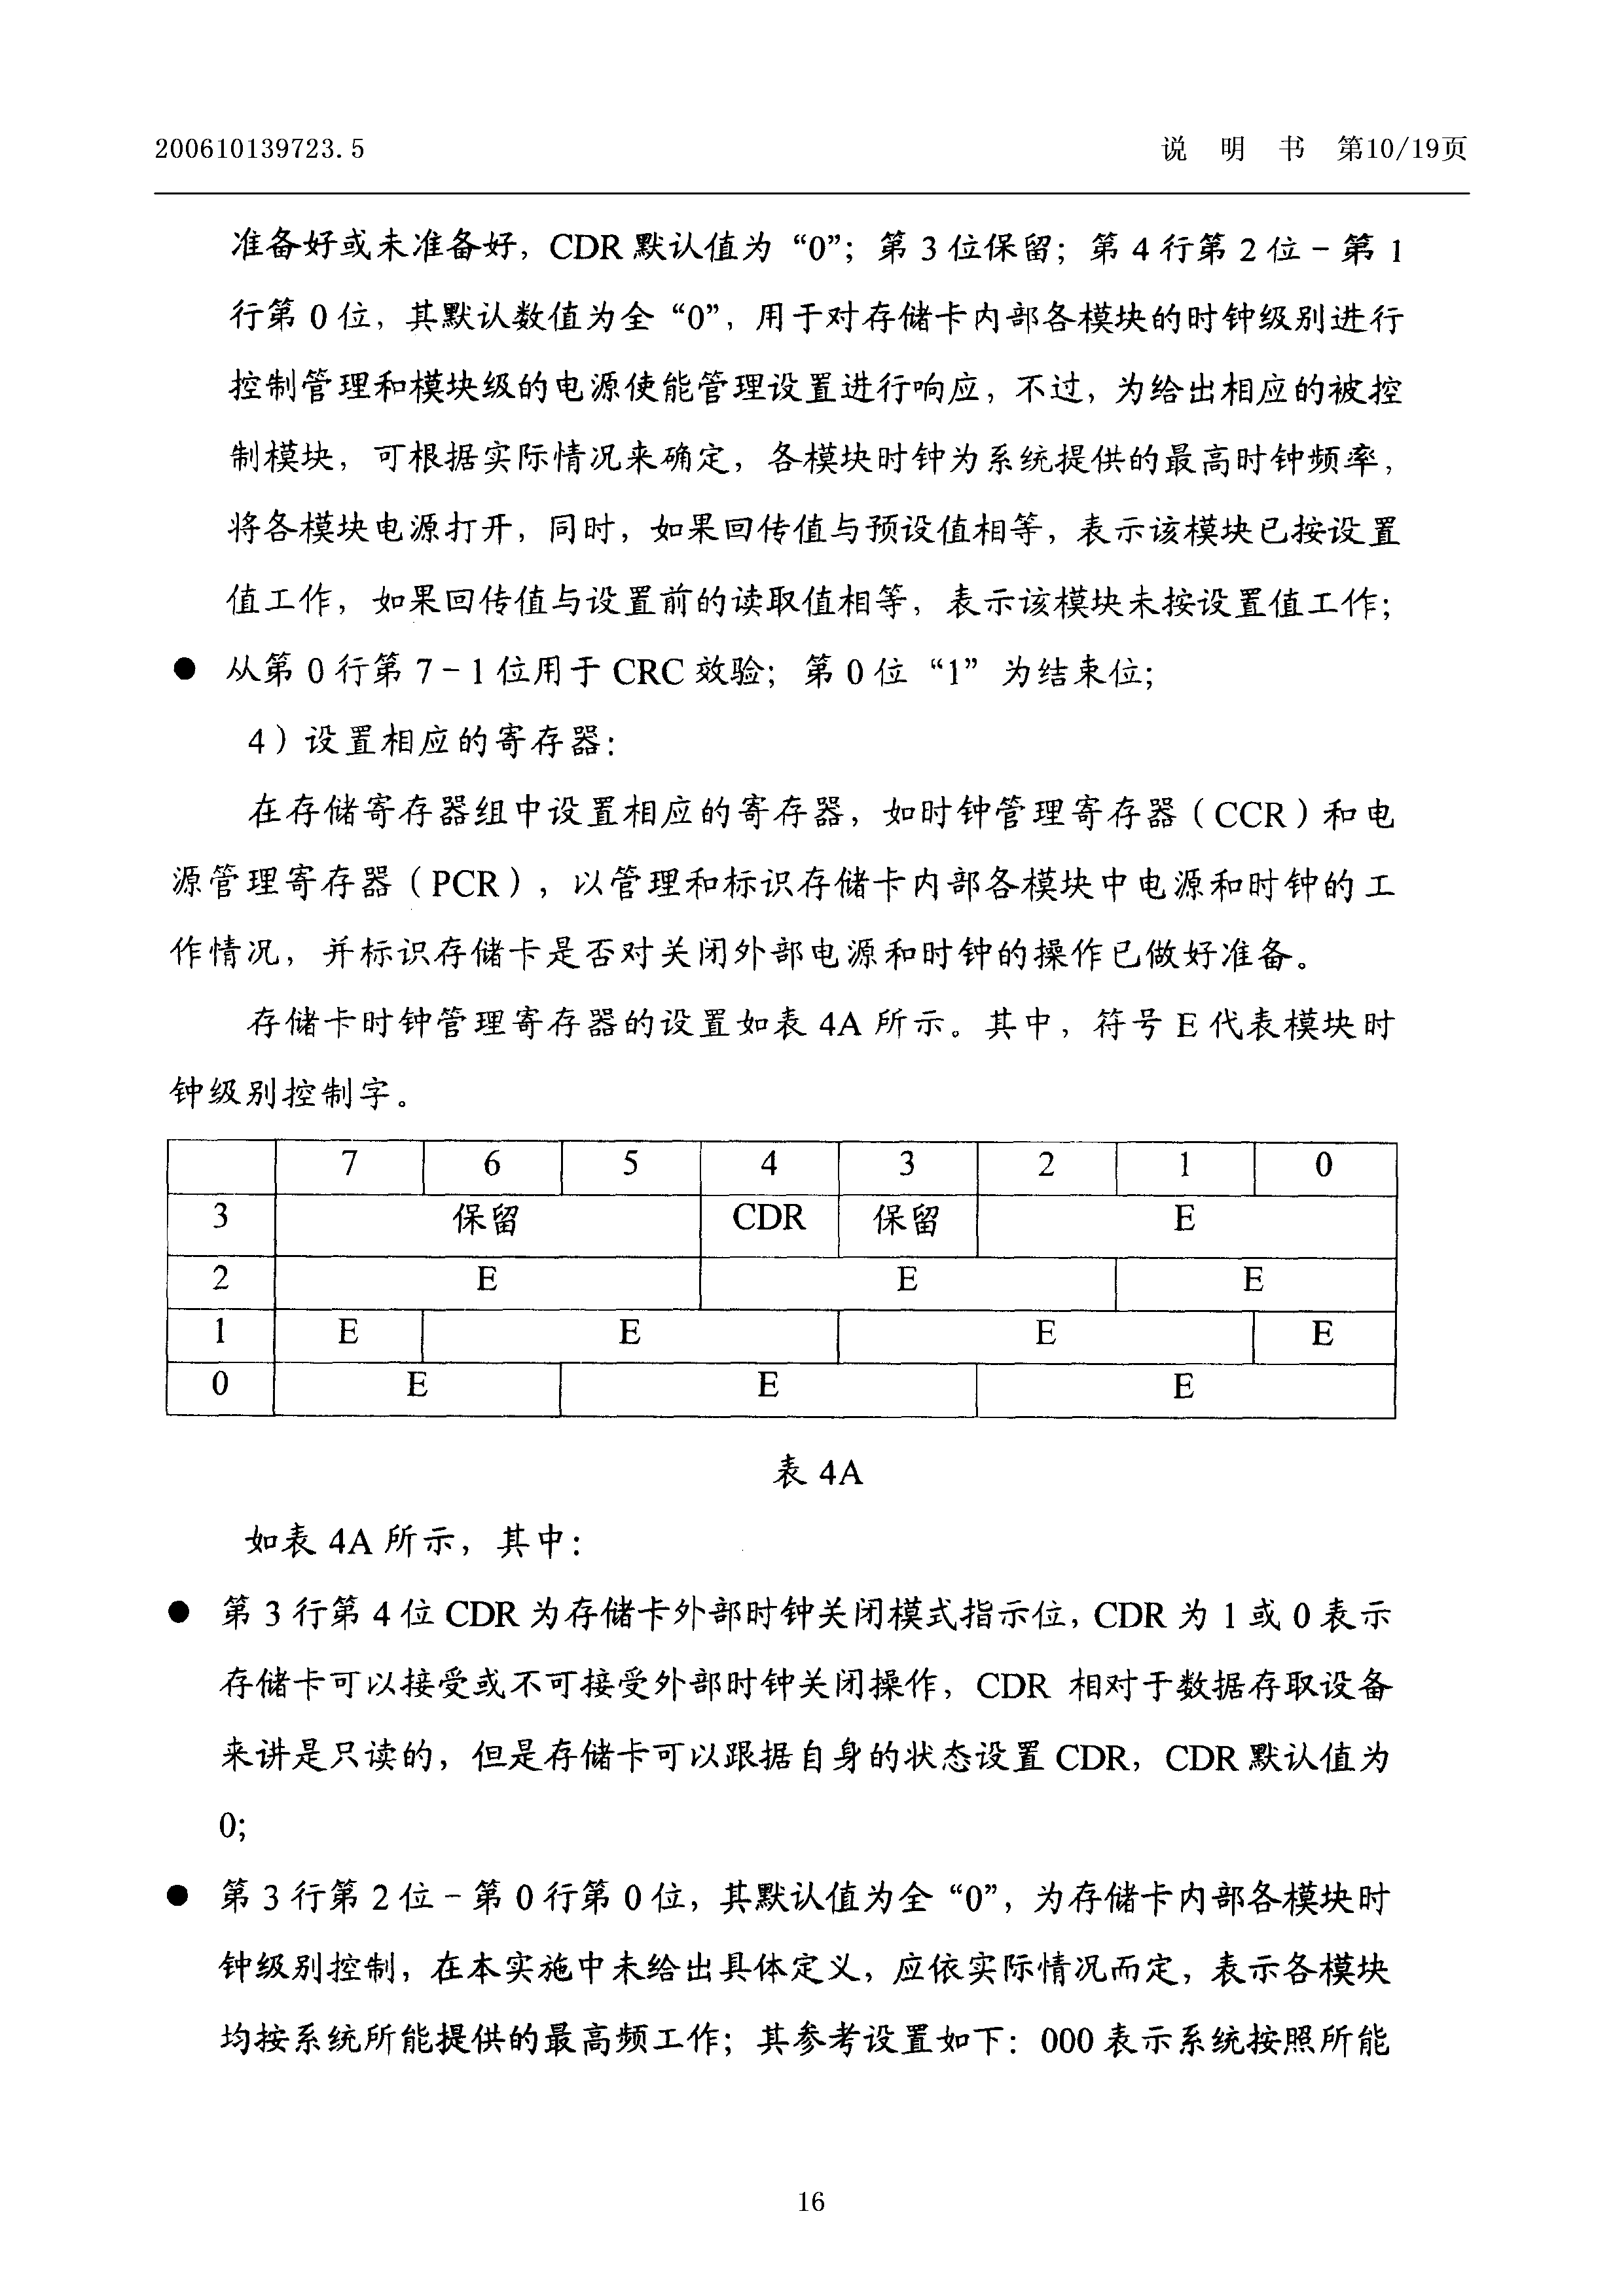 200610139723.5 说 明 书 第10/19页
准备好或未准备好，CDR 默认值为“0”；第 3 位保留；第 4 行第 2 位－第 1
行第 0 位，其默认数值为全“0”，用于对存储卡内部各模块的时钟级别进行
控制管理和模块级的电源使能管理设置进行响应，不过，为给出相应的被控
制模块，可根据实际情况来确定，各模块时钟为系统提供的最高时钟频率，
将各模块电源打开，同时，如果回传值与预设值相等，表示该模块已按设置
值工作，如果回传值与设置前的读取值相等，表示该模块未按设置值工作；
● 从第 0 行第 7－1 位用于 CRC 效验；第 0 位“1”为结束位；
4）设置相应的寄存器：
在存储寄存器组中设置相应的寄存器，如时钟管理寄存器（CCR）和电
源管理寄存器（PCR），以管理和标识存储卡内部各模块中电源和时钟的工
作情况，并标识存储卡是否对关闭外部电源和时钟的操作已做好准备。
存储卡时钟管理寄存器的设置如表 4A 所示。其中，符号 E 代表模块时
钟级别控制字。
7 6 5 4 3 2 1 0
3 保留 CDR 保留 E
2 E E E
1 E E E E
0 E E E
表 4A
如表 4A 所示，其中：
● 第 3 行第 4 位 CDR 为存储卡外部时钟关闭模式指示位，CDR 为 1 或 0 表示
存储卡可以接受或不可接受外部时钟关闭操作，CDR 相对于数据存取设备
来讲是只读的，但是存储卡可以跟据自身的状态设置 CDR，CDR 默认值为
0;
● 第 3 行第 2 位－第 0 行第 0 位，其默认值为全“0”，为存储卡内部各模块时
钟级别控制，在本实施中未给出具体定义，应依实际情况而定，表示各模块
均按系统所能提供的最高频工作；其参考设置如下：000 表示系统按照所能
16